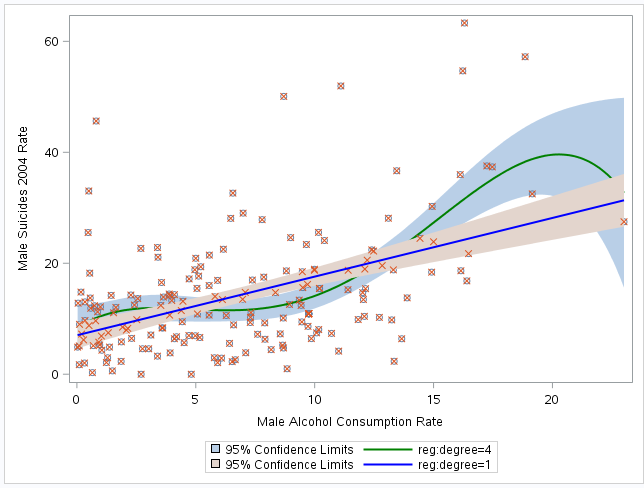 60
40
20
0
Male Suicides 2004 Rate
0 5 10 15 20
Male Alcohol Consumption Rate
95% Confidence Limits reg:degree=4
95% Confidence Limits reg:degree=1